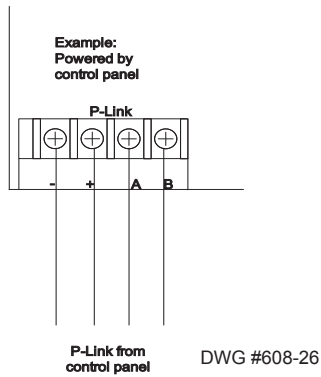 Example:
Powered by
control panel
P-Link
- + A B
P-Link from
control panel
DWG #608-26